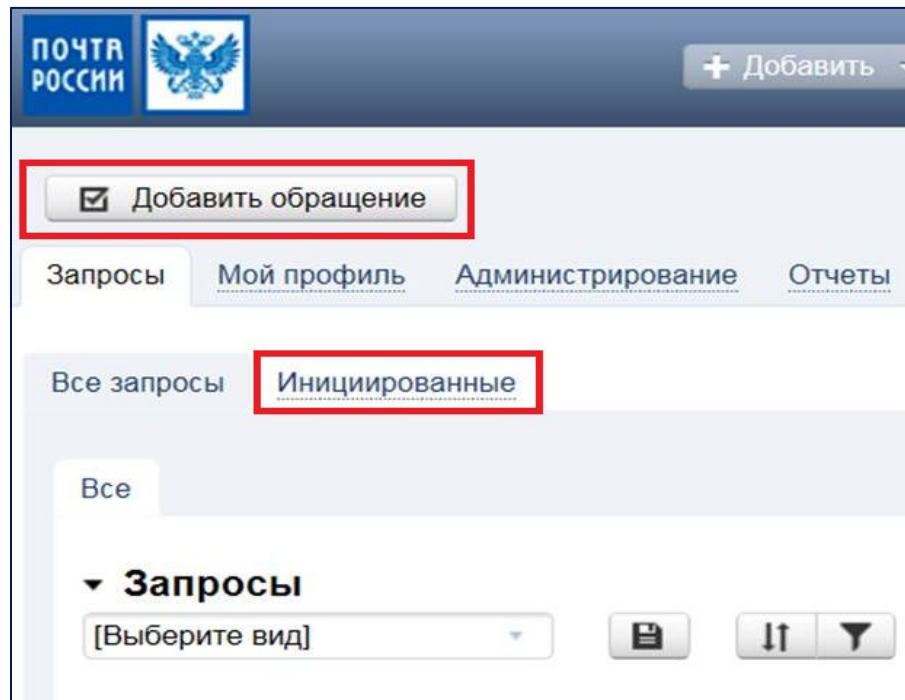 ПОЧТА
РОССИИ
Добавить
Добавить обращение
Запросы Мой профиль Администрирование Отчеты
Все запросы Инициированные
Все
Запросы
[Выберите вид]